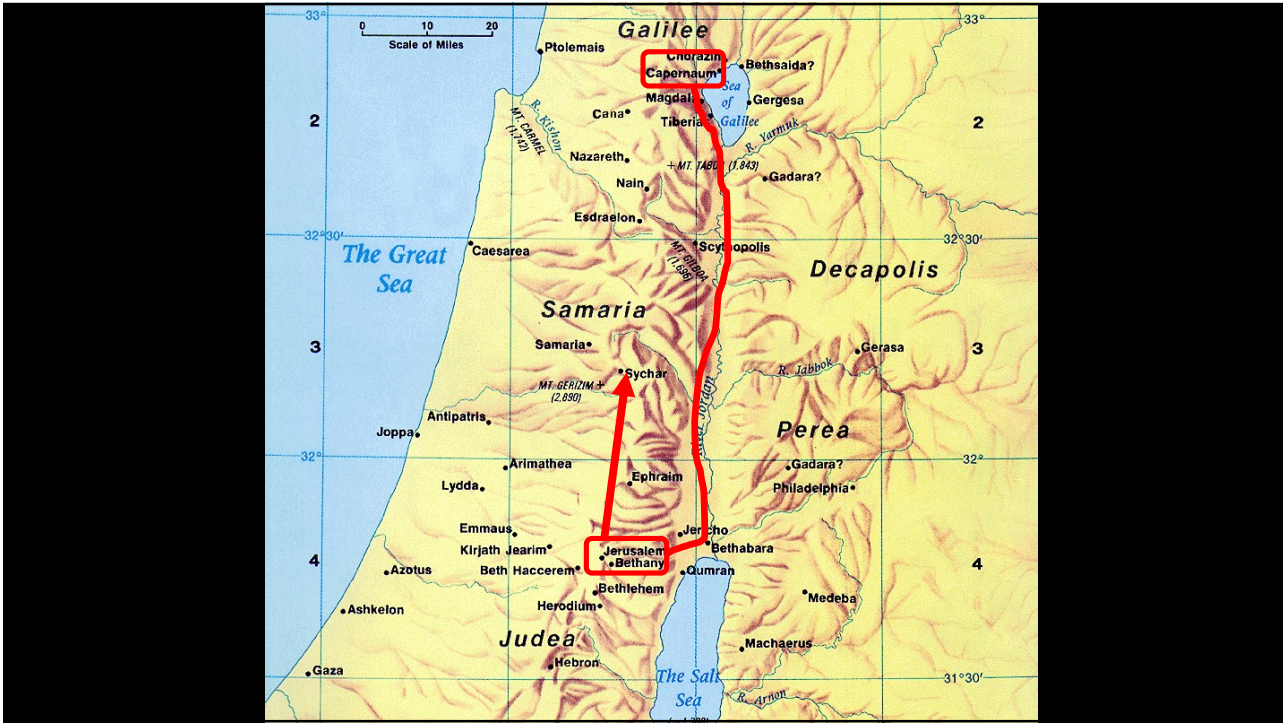 33°
33°
0 10 20
Scale of Miles
Galilee
Ptolemais
Chorazin
Capernaum
Bethsaida?
Sea
of
Galilee
Magdala
Gergesa
Cana
Tiberias
R. Kishon
MT. CARMEL
(1,742)
2
2
R. Yarmuk
Nazareth
+MT. TABOR (1,843)
Gadara?
Nain
Esdraelon
32°30'
32°30'
Caesarea
Scythopolis
MT. GILBOA
(1,696)
The Great
Sea
Decapolis
Samaria
3
3
Samaria
Gerasa
Sychar
R. Jabbok
MT. GERIZIM +
(2,890)
River Jordan
Antipatris
Joppa
Perea
32°
32°
Arimathea
Gadara?
Lydda
Ephraim
Philadelphia
Emmaus
Jericho
Kirjath Jearim
Jerusalem
Bethabara
4
4
Beth Haccerem
Bethany
Qumran
Azotus
Bethlehem
Medeba
Ashkelon
Herodium
Judea
Machaerus
Gaza
Hebron
The Salt
Sea
31°30'
R. Arnon